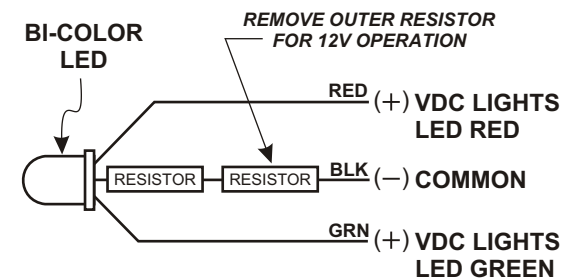 BI-COLOR
LED
REMOVE OUTER RESISTOR
FOR 12V OPERATION
RED (+) VDC LIGHTS
LED RED
RESISTOR RESISTOR BLK (−) COMMON
GRN (+) VDC LIGHTS
LED GREEN